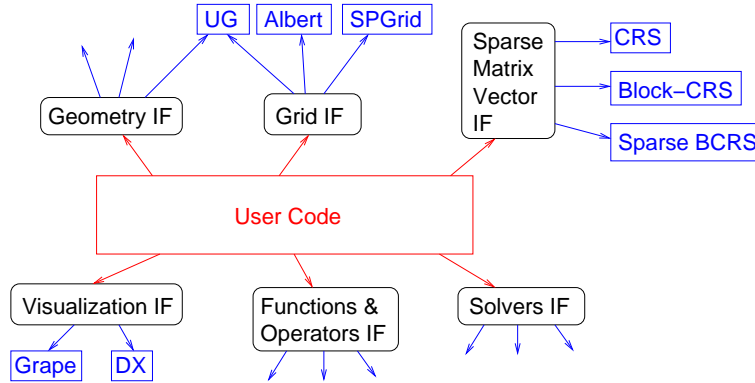 UG
Albert
SPGrid
Sparse
Matrix
Vector
IF
CRS
Block−CRS
Sparse BCRS
Geometry IF
Grid IF
User Code
Visualization IF
Functions &
Operators IF
Solvers IF
Grape
DX